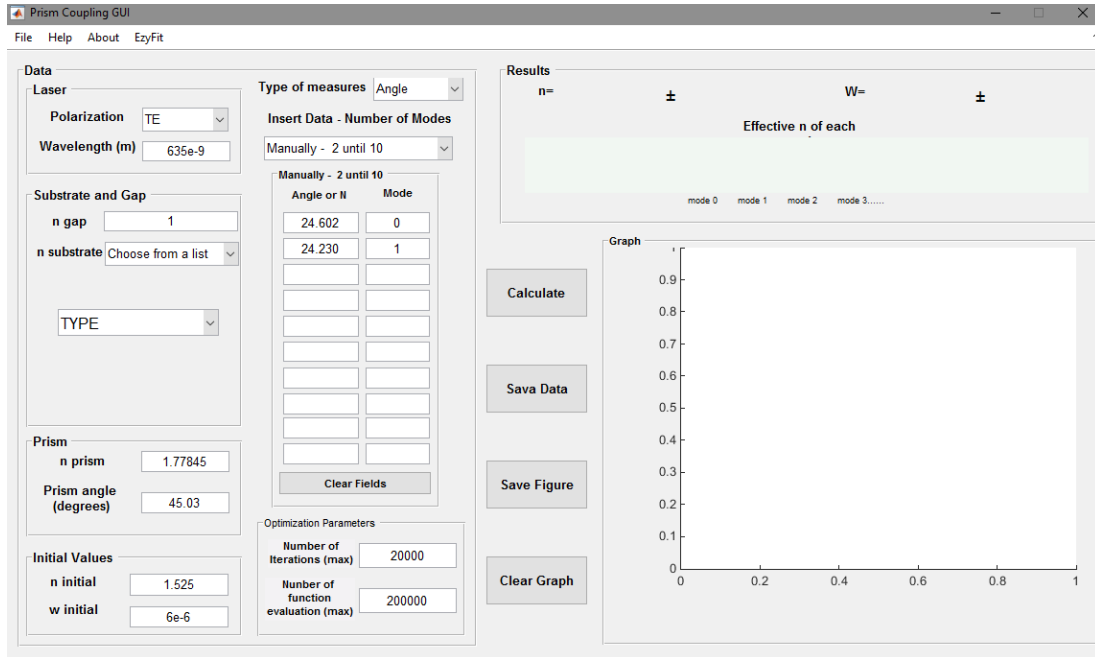 Prism Coupling GUI
File Help About EzyFit
Data
Laser
Polarization TE
Wavelength (m) 635e-9
Substrate and Gap
n gap 1
n substrate Choose from a list
TYPE
Prism
n prism 1.77845
Prism angle
(degrees) 45.03
Initial Values
n initial 1.525
w initial 6e-6
Type of measures Angle
Insert Data - Number of Modes
Manually - 2 until 10
Manually - 2 until 10
Angle or N Mode
24.602 0
24.230 1
Clear Fields
Optimization Parameters
Number of
Iterations (max) 20000
Nunber of
function
evaluation (max) 200000
Calculate
Sava Data
Save Figure
Clear Graph
Results
n= ± W= ±
Effective n of each
mode 0 mode 1 mode 2 mode 3......
Graph
0.9
0.8
0.7
0.6
0.5
0.4
0.3
0.2
0.1
0
0 0.2 0.4 0.6 0.8 1